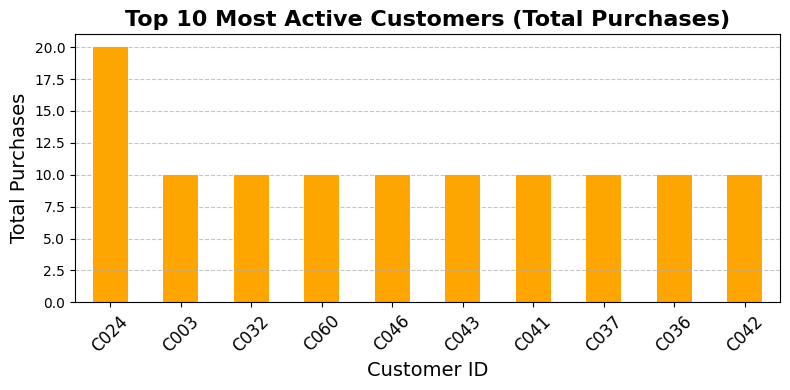 Top 10 Most Active Customers (Total Purchases)
Total Purchases
20.0
17.5
15.0
12.5
10.0
7.5
5.0
2.5
0.0
C024
C003
C032
C060
C046
C043
C041
C037
C036
C042
Customer ID